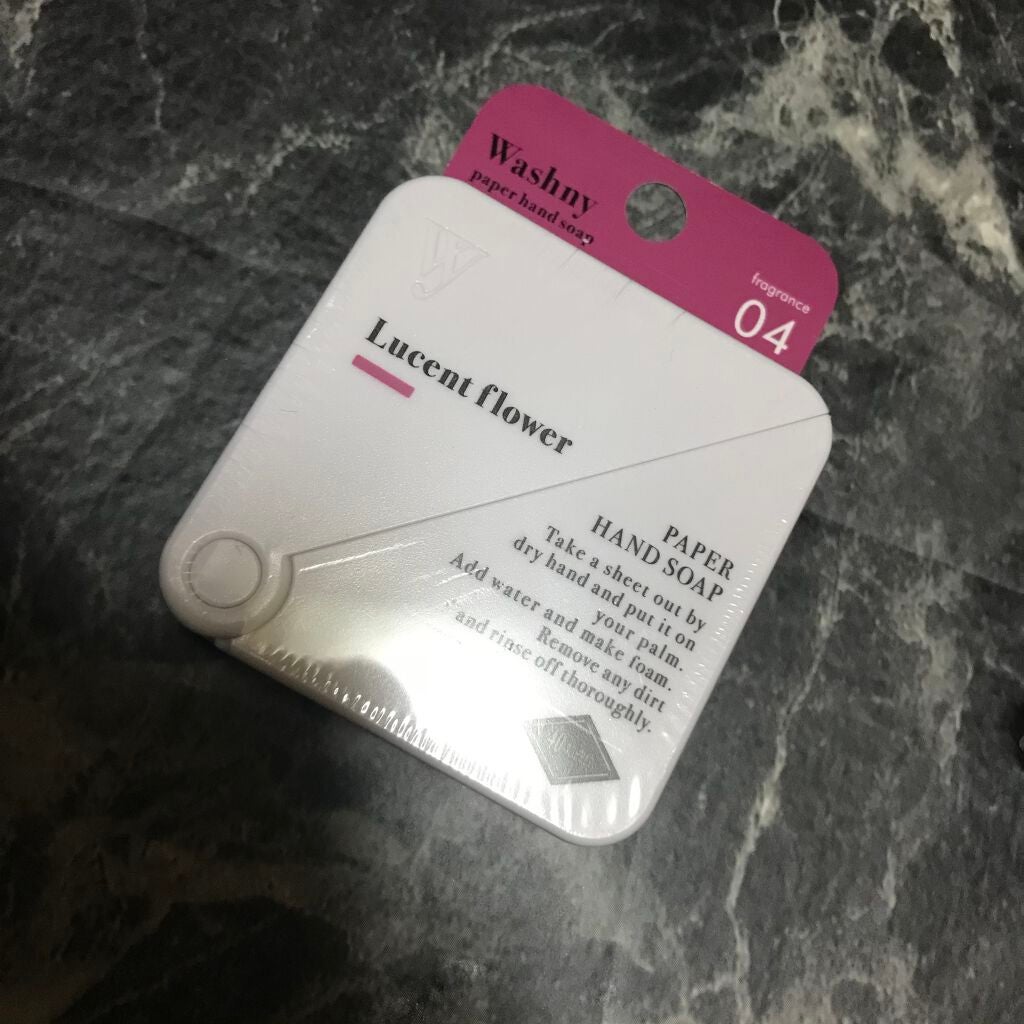 Washny
paper hand soap
fragrance
04
W
Lucent flower
PAPER
HAND SOAP
Take a sheet out by
dry hand and put it on
your palm.
Add water and make foam.
Remove any dirt
and rinse off thoroughly.